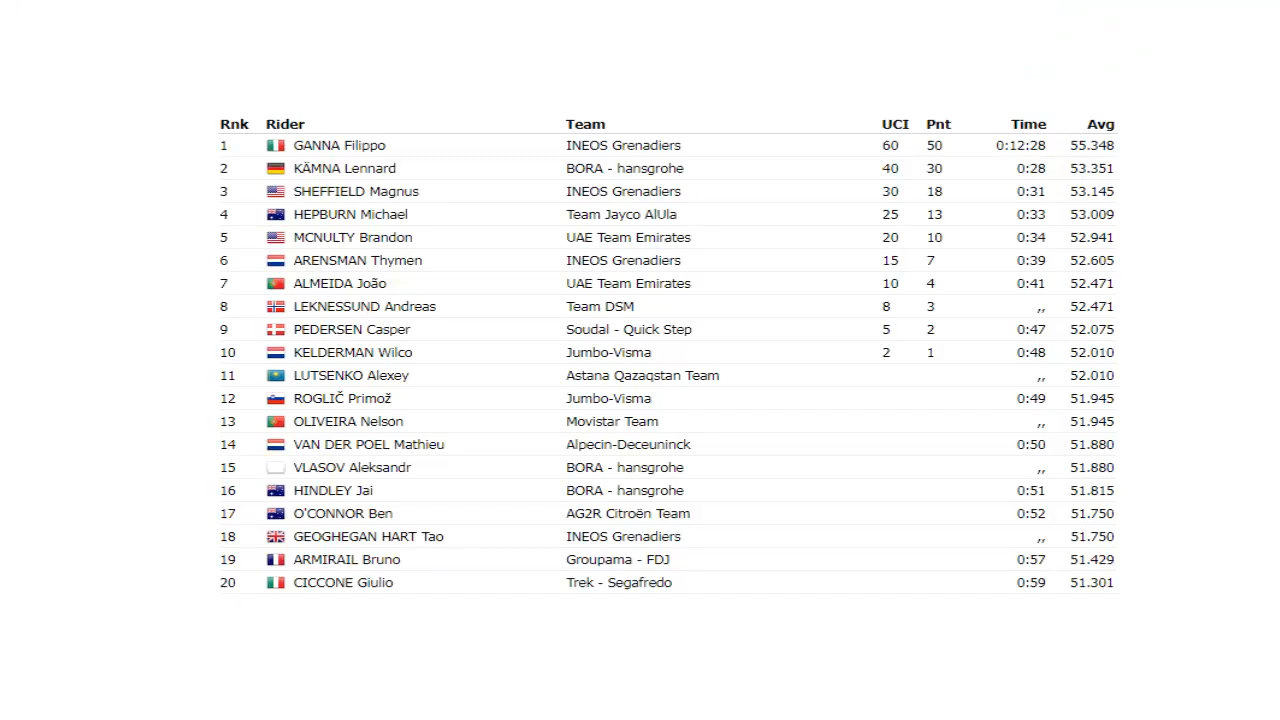 Rnk Rider Team UCI Pnt Time Avg
1 GANNA Filippo INEOS Grenadiers 60 50 0:12:28 55.348
2 KÄMNA Lennard BORA - hansgrohe 40 30 0:28 53.351
3 SHEFFIELD Magnus INEOS Grenadiers 30 18 0:31 53.145
4 HEPBURN Michael Team Jayco AlUla 25 13 0:33 53.009
5 MCNULTY Brandon UAE Team Emirates 20 10 0:34 52.941
6 ARENSMAN Thymen INEOS Grenadiers 15 7 0:39 52.605
7 ALMEIDA João UAE Team Emirates 10 4 0:41 52.471
8 LEKNESSUND Andreas Team DSM 8 3 ,, 52.471
9 PEDERSEN Casper Soudal - Quick Step 5 2 0:47 52.075
10 KELDERMAN Wilco Jumbo-Visma 2 1 0:48 52.010
11 LUTSENKO Alexey Astana Qazaqstan Team ,, 52.010
12 ROGLIČ Primož Jumbo-Visma 0:49 51.945
13 OLIVEIRA Nelson Movistar Team ,, 51.945
14 VAN DER POEL Mathieu Alpecin-Deceuninck 0:50 51.880
15 VLASOV Aleksandr BORA - hansgrohe ,, 51.880
16 HINDLEY Jai BORA - hansgrohe 0:51 51.815
17 O'CONNOR Ben AG2R Citroën Team 0:52 51.750
18 GEOGHEGAN HART Tao INEOS Grenadiers ,, 51.750
19 ARMIRAIL Bruno Groupama - FDJ 0:57 51.429
20 CICCONE Giulio Trek - Segafredo 0:59 51.301